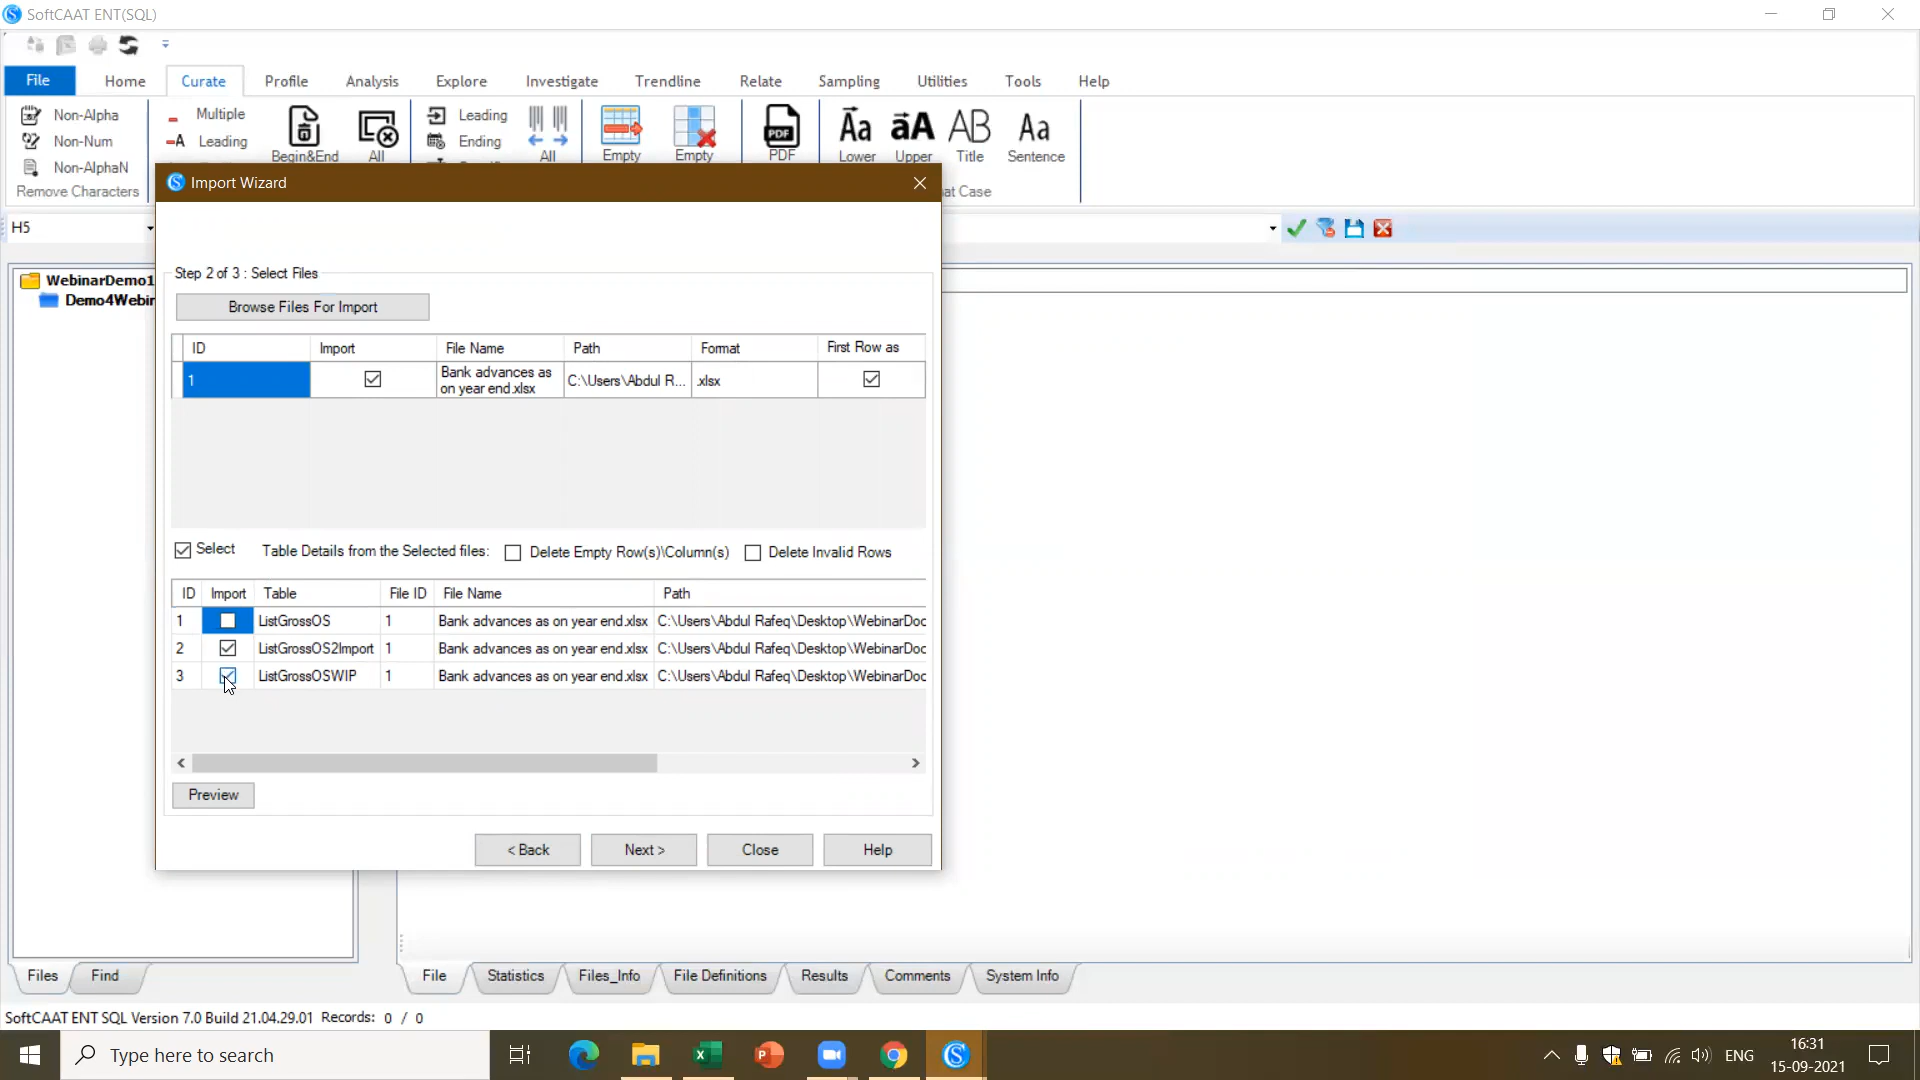 SoftCAAT ENT(SQL)
File Home Curate Profile Analysis Explore Investigate Trendline Relate Sampling Utilities Tools Help
Non-Alpha Multiple Leading
Non-Num Leading Ending
Non-AlphaN Begin&End All All Empty Empty PDF Lower Upper Title Sentence
Remove Characters at Case
Import Wizard
H5
Step 2 of 3 : Select Files
WebinarDemo1
Demo4Webin
Browse Files For Import
ID Import File Name Path Format First Row as
1 Bank advances as on year end.xlsx C:\Users\Abdul R... .xlsx
Select Table Details from the Selected files: Delete Empty Row(s)\Column(s) Delete Invalid Rows
ID Import Table File ID File Name Path
1 ListGrossOS 1 Bank advances as on year end.xlsx C:\Users\Abdul Rafeq\Desktop\WebinarDoc
2 ListGrossOS2Import 1 Bank advances as on year end.xlsx C:\Users\Abdul Rafeq\Desktop\WebinarDoc
3 ListGrossOSWIP 1 Bank advances as on year end.xlsx C:\Users\Abdul Rafeq\Desktop\WebinarDoc
Preview
< Back Next > Close Help
Files Find File Statistics Files_Info File Definitions Results Comments System Info
SoftCAAT ENT SQL Version 7.0 Build 21.04.29.01 Records: 0 / 0
Type here to search ENG 16:31
15-09-2021